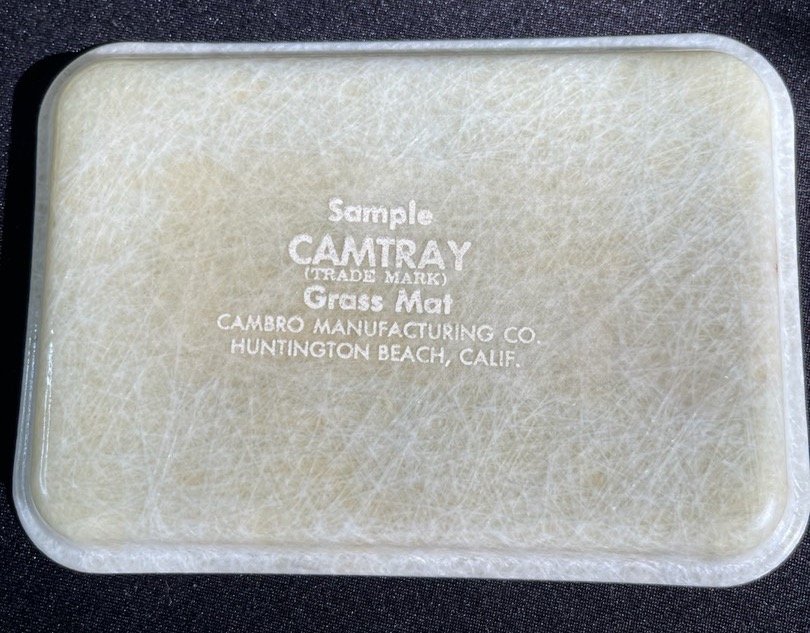 Sample
CAMTRAY
(TRADE MARK)
Grass Mat
CAMBRO MANUFACTURING CO.
HUNTINGTON BEACH, CALIF.